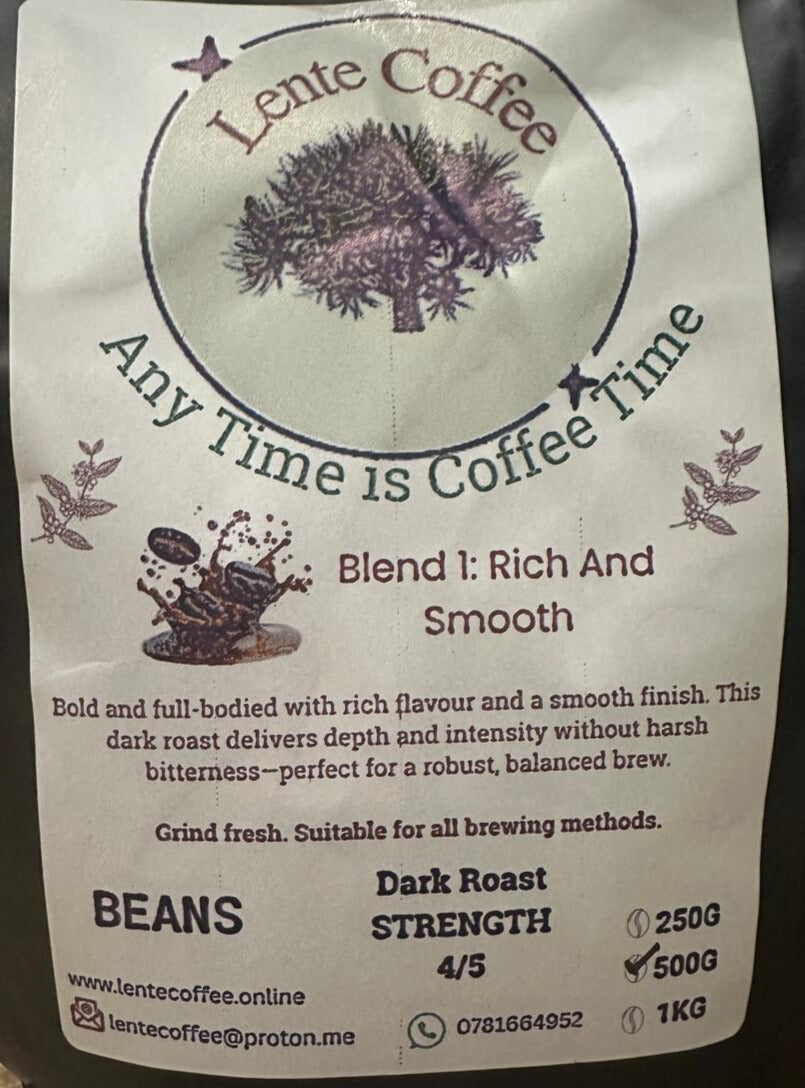 Lente Coffee
Any Time is Coffee Time
Blend 1: Rich And
Smooth
Bold and full-bodied with rich flavour and a smooth finish. This
dark roast delivers depth and intensity without harsh
bitterness—perfect for a robust, balanced brew.
Grind fresh. Suitable for all brewing methods.
BEANS
Dark Roast
STRENGTH
4/5
250G
500G
1KG
www.lentecoffee.online
lentecoffee@proton.me
0781664952